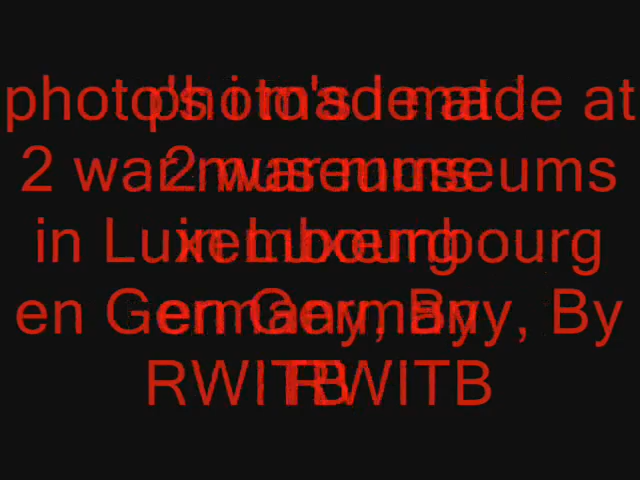 photo's i made at
2 war museums
in Luxembourg
en Germany, By
RWITB